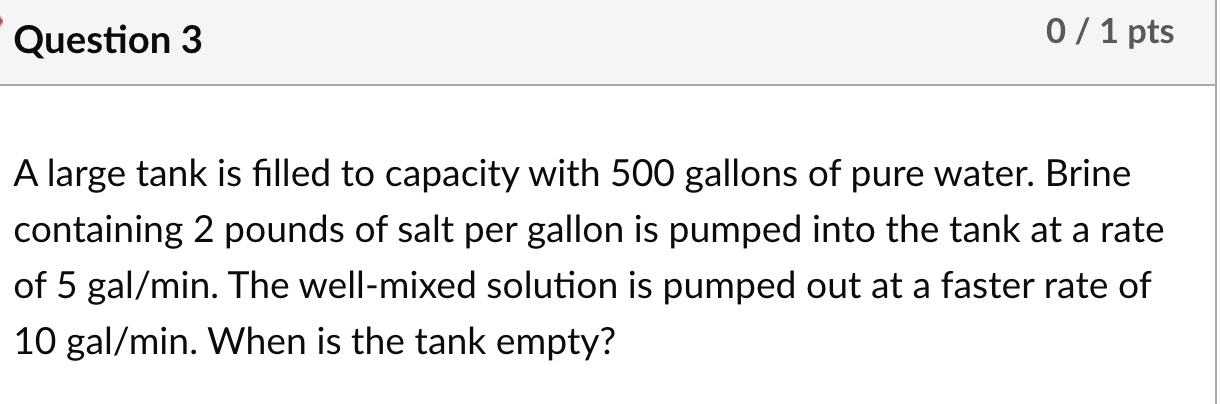 Question 3
0 / 1 pts
A large tank is filled to capacity with 500 gallons of pure water. Brine
containing 2 pounds of salt per gallon is pumped into the tank at a rate
of 5 gal/min. The well-mixed solution is pumped out at a faster rate of
10 gal/min. When is the tank empty?